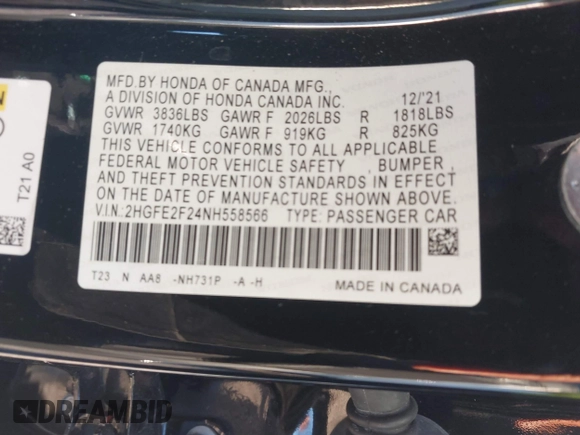 MFD.BY HONDA OF CANADA MFG.,
A DIVISION OF HONDA CANADA INC. 12/'21
GVWR 3836LBS GAWR F 2026LBS R 1818LBS
GVWR 1740KG GAWR F 919KG R 825KG
THIS VEHICLE CONFORMS TO ALL APPLICABLE
FEDERAL MOTOR VEHICLE SAFETY , BUMPER ,
AND THEFT PREVENTION STANDARDS IN EFFECT
ON THE DATE OF MANUFACTURE SHOWN ABOVE.
V.I.N.:2HGFE2F24NH558566 TYPE: PASSENGER CAR
T23 N AA8 -NH731P -A -H MADE IN CANADA
T21 A0
DREAMBID